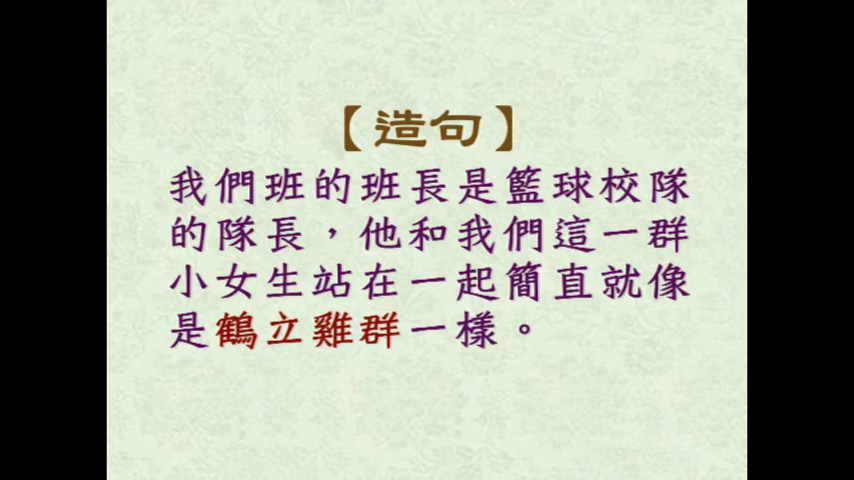 【造句】
我們班的班長是籃球校隊
的隊長，他和我們這一群
小女生站在一起簡直就像
是鶴立雞群一樣。